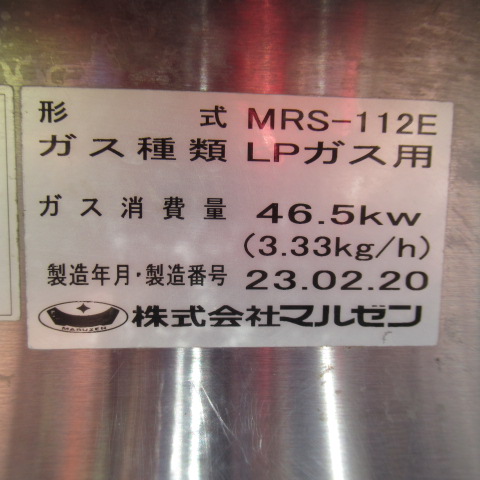 形 式 MRS-112E
ガス種類 LPガス用
ガス消費量 46.5kw
(3.33kg/h)
製造年月・製造番号 23.02.20
MARUZEN 株式会社マルゼン